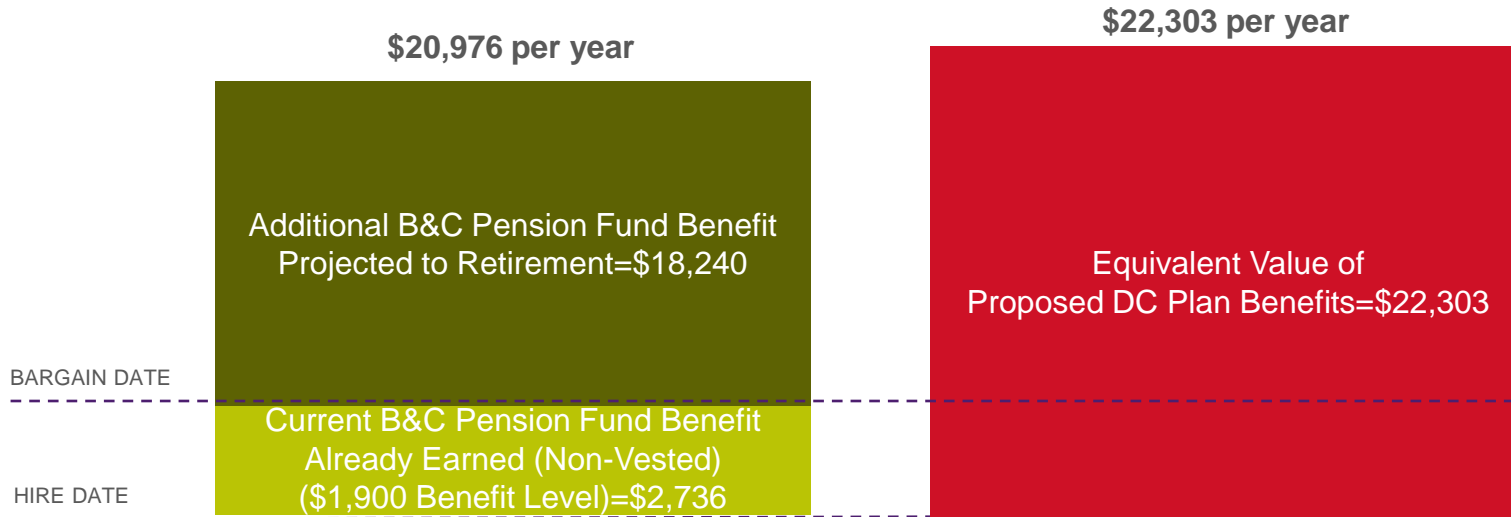 $20,976 per year
$22,303 per year
Additional B&C Pension Fund Benefit
Projected to Retirement=$18,240
Equivalent Value of
Proposed DC Plan Benefits=$22,303
BARGAIN DATE
Current B&C Pension Fund Benefit
Already Earned (Non-Vested)
($1,900 Benefit Level)=$2,736
HIRE DATE